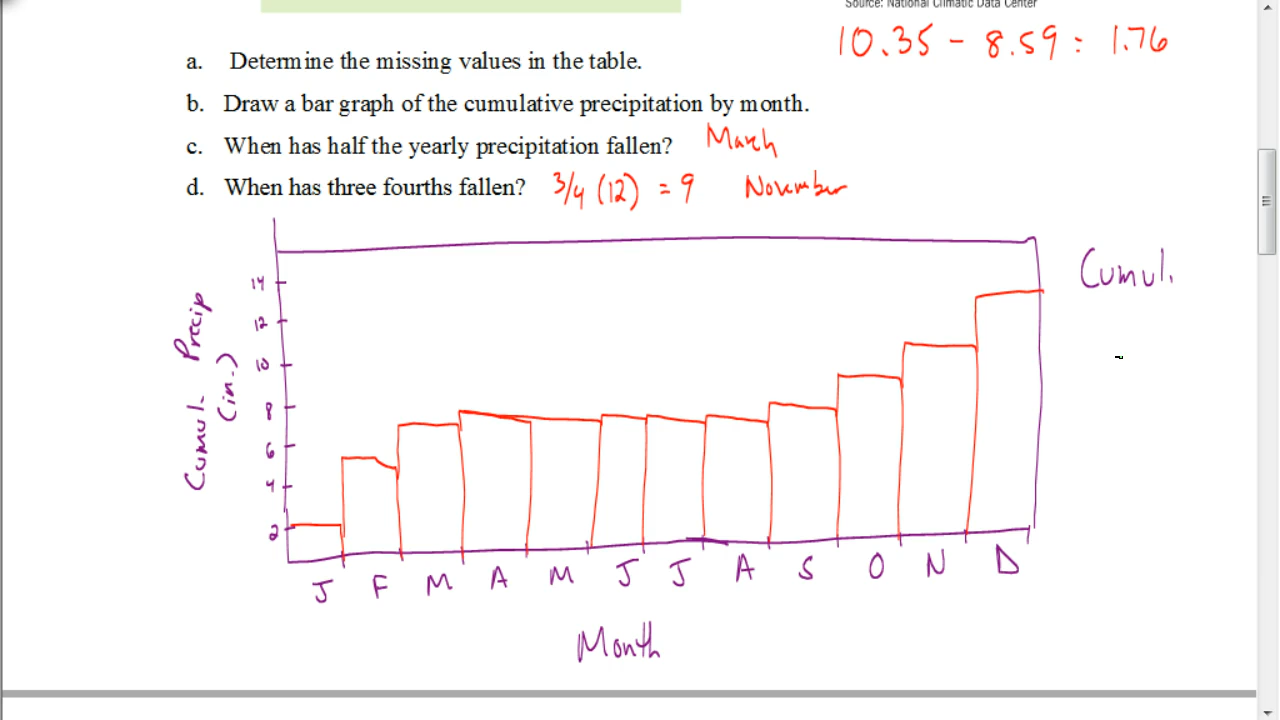 Source: National Climatic Data Center
10.35 - 8.59 = 1.76
a. Determine the missing values in the table.
b. Draw a bar graph of the cumulative precipitation by month.
c. When has half the yearly precipitation fallen? March
d. When has three fourths fallen? 3/4 (12) = 9 November
Cumul.
Cumul. Precip
(in.)
14
12
10
8
6
4
2
J F M A M J J A S O N D
Month